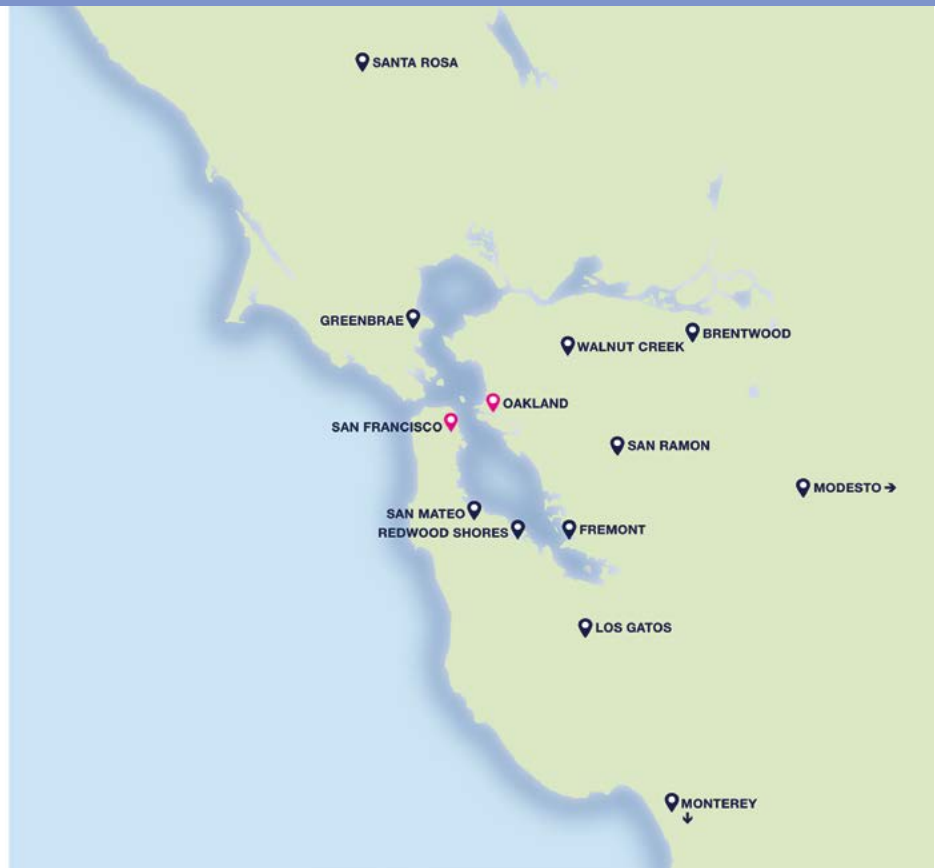 SANTA ROSA
GREENBRAE
BRENTWOOD
WALNUT CREEK
OAKLAND
SAN FRANCISCO
SAN RAMON
MODESTO →
SAN MATEO
REDWOOD SHORES
FREMONT
LOS GATOS
MONTEREY
↓